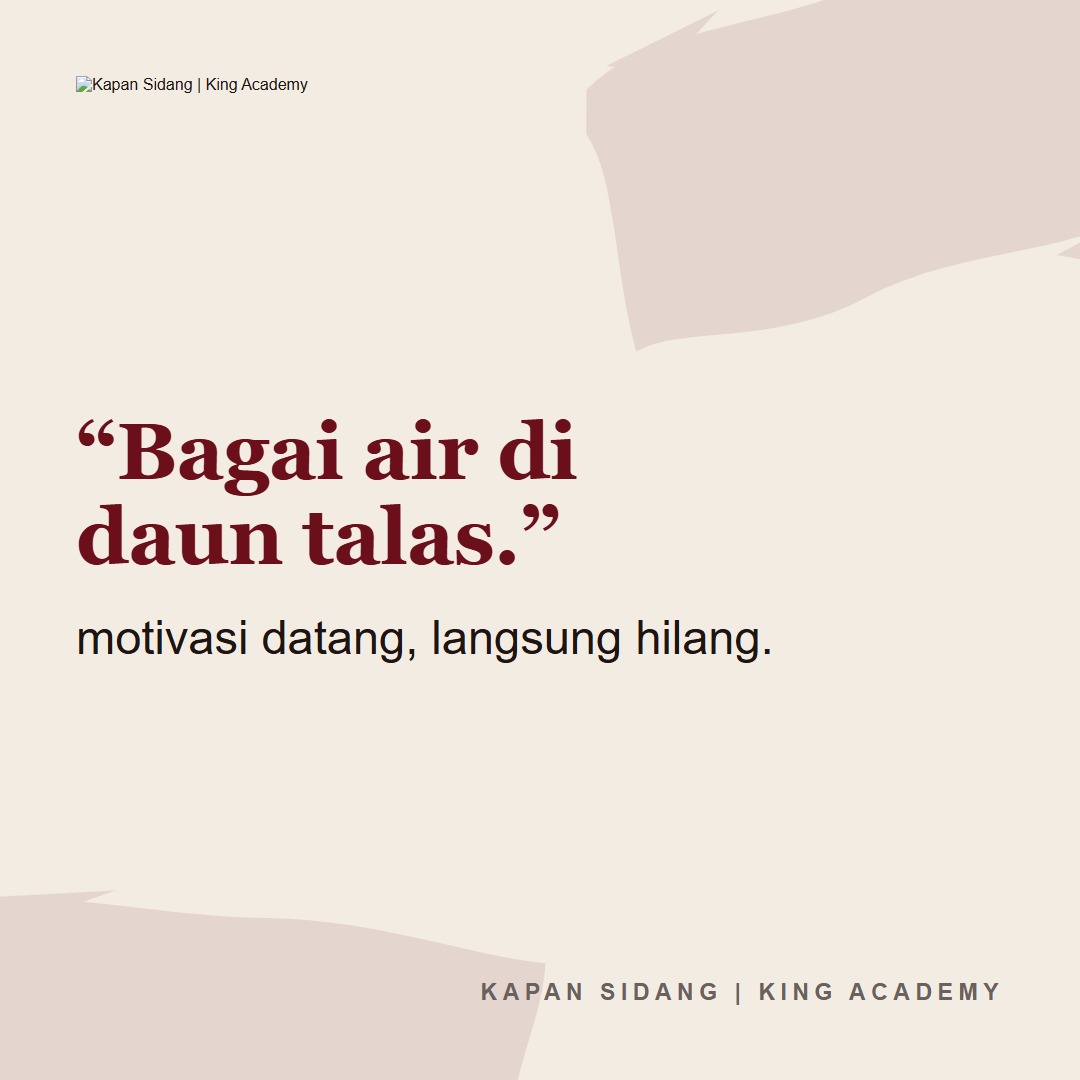 Kapan Sidang | King Academy
“Bagai air di
daun talas.”
motivasi datang, langsung hilang.
KAPAN SIDANG | KING ACADEMY